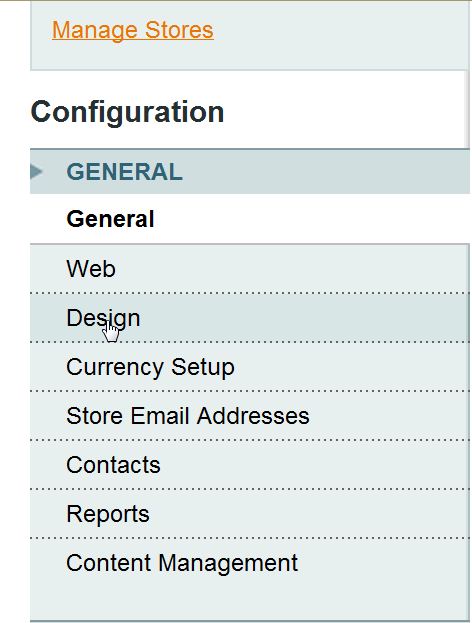 Manage Stores
Configuration
GENERAL
General
Web
Design
Currency Setup
Store Email Addresses
Contacts
Reports
Content Management